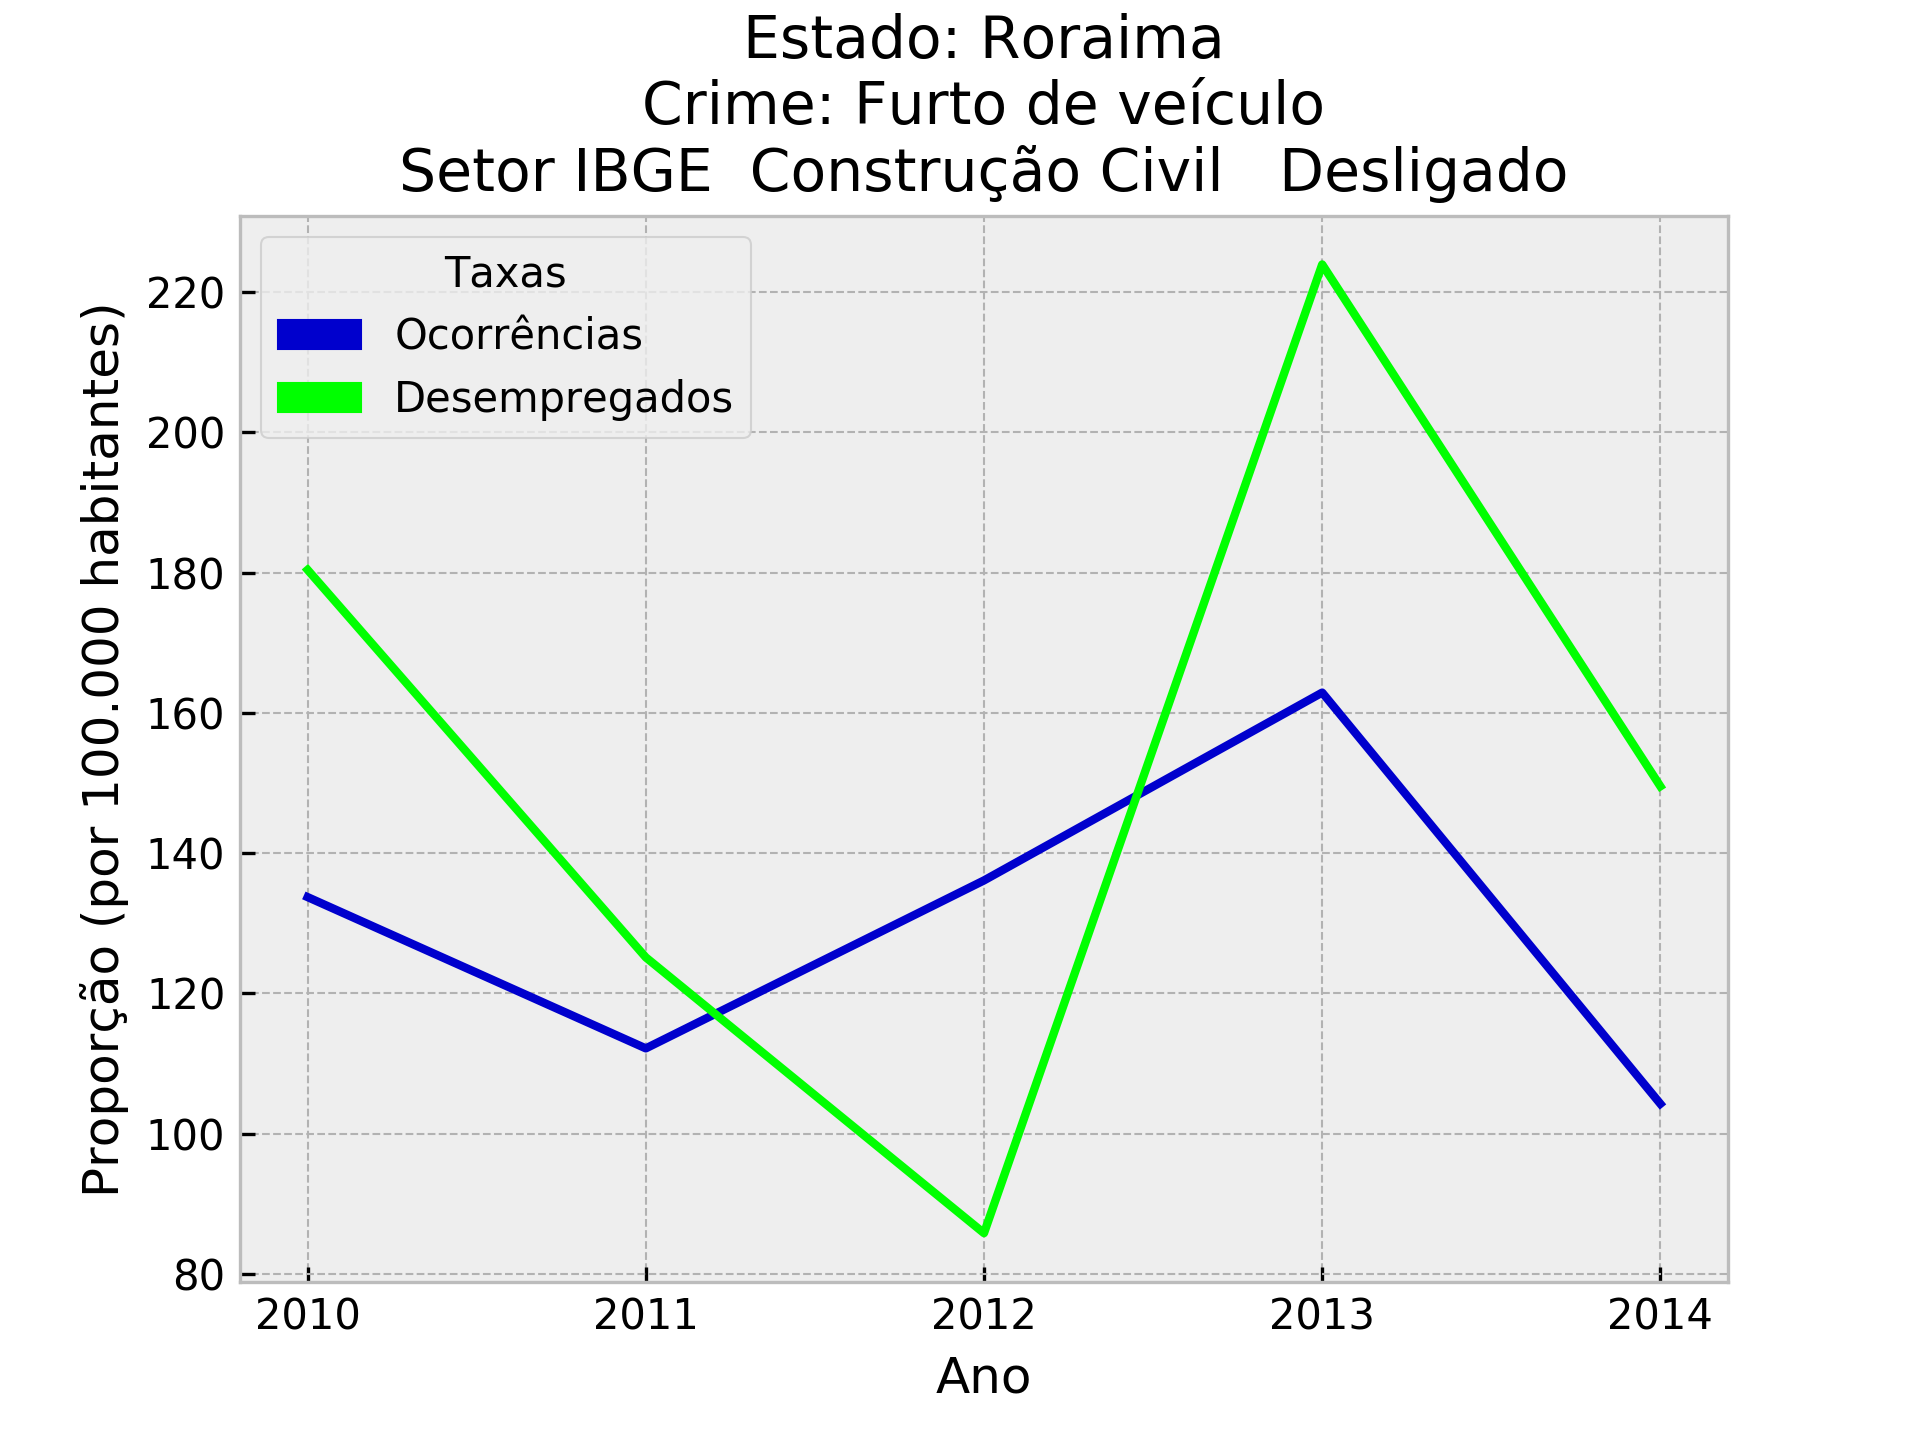 Estado: Roraima
Crime: Furto de veículo
Setor IBGE  Construção Civil   Desligado
Taxas
Ocorrências
Desempregados
Proporção (por 100.000 habitantes)
220
200
180
160
140
120
100
80
2010 2011 2012 2013 2014
Ano